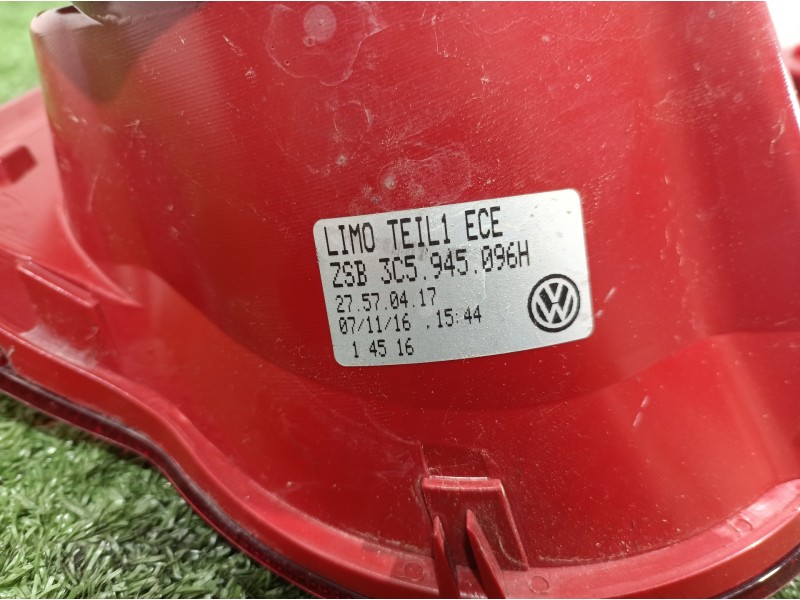 LIMO TEIL1 ECE
ZSB 3C5.945.096H
27.57.04.17
07/11/16 .15:44
1 45 16